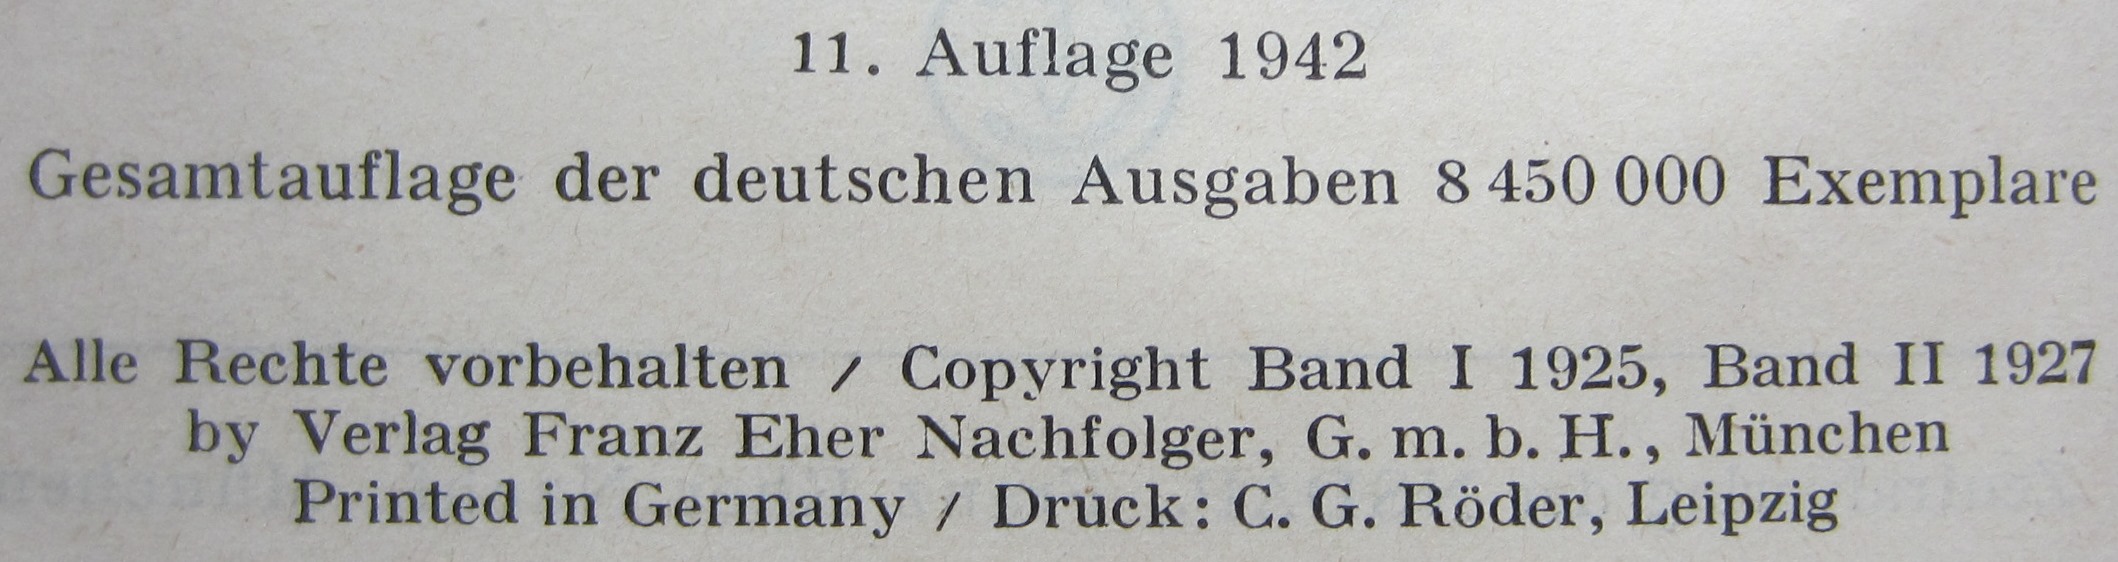 11. Auflage 1942
Gesamtauflage der deutschen Ausgaben 8 450 000 Exemplare
Alle Rechte vorbehalten / Copyright Band I 1925, Band II 1927
by Verlag Franz Eher Nachfolger, G. m. b. H., München
Printed in Germany / Druck: C. G. Röder, Leipzig